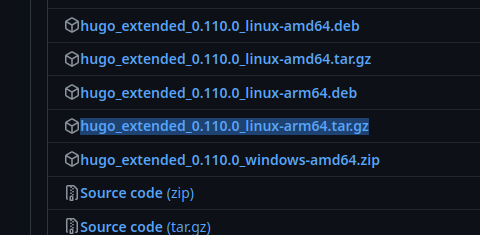 hugo_extended_0.110.0_linux-amd64.deb
hugo_extended_0.110.0_linux-amd64.tar.gz
hugo_extended_0.110.0_linux-arm64.deb
hugo_extended_0.110.0_linux-arm64.tar.gz
hugo_extended_0.110.0_windows-amd64.zip
Source code (zip)
Source code (tar.gz)